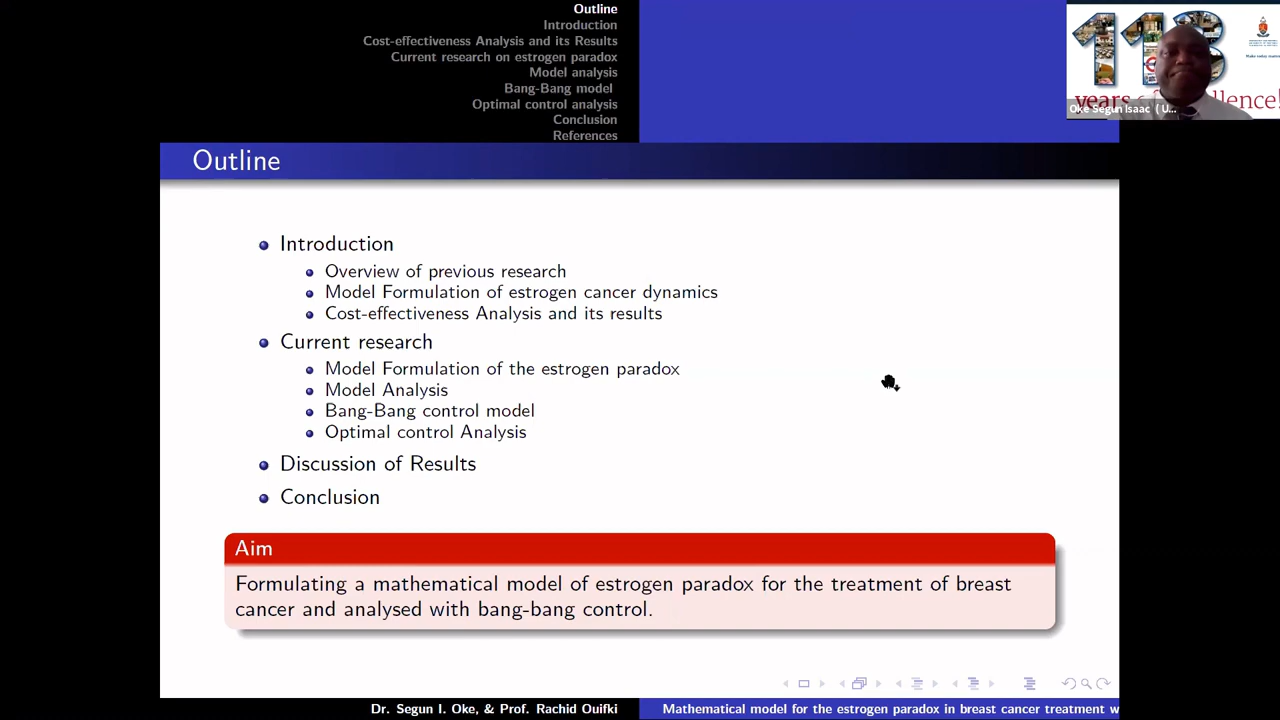 Outline
Introduction
Cost-effectiveness Analysis and its Results
Current research on estrogen paradox
Model analysis
Bang-Bang model
Optimal control analysis
Conclusion
References
113
years of excellence!
Oke Segun Isaac ( U...
Outline
Introduction
Overview of previous research
Model Formulation of estrogen cancer dynamics
Cost-effectiveness Analysis and its results
Current research
Model Formulation of the estrogen paradox
Model Analysis
Bang-Bang control model
Optimal control Analysis
Discussion of Results
Conclusion
Aim
Formulating a mathematical model of estrogen paradox for the treatment of breast
cancer and analysed with bang-bang control.
Dr. Segun I. Oke, & Prof. Rachid Ouifki
Mathematical model for the estrogen paradox in breast cancer treatment w